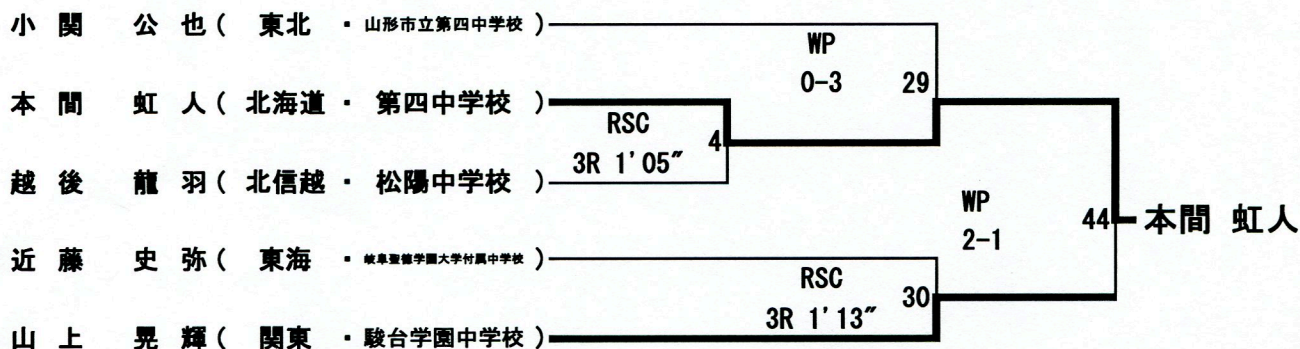 小関 公也 ( 東北 ・ 山形市立第四中学校 )
WP
0-3 29
本間 虹人 ( 北海道 ・ 第四中学校 )
RSC
4
3R 1'05"
越後 龍羽 ( 北信越 ・ 松陽中学校 )
WP
2-1
44
本間 虹人
近藤 史弥 ( 東海 ・ 岐阜聖徳学園大学付属中学校 )
RSC
30
3R 1'13"
山上 晃輝 ( 関東 ・ 駿台学園中学校 )